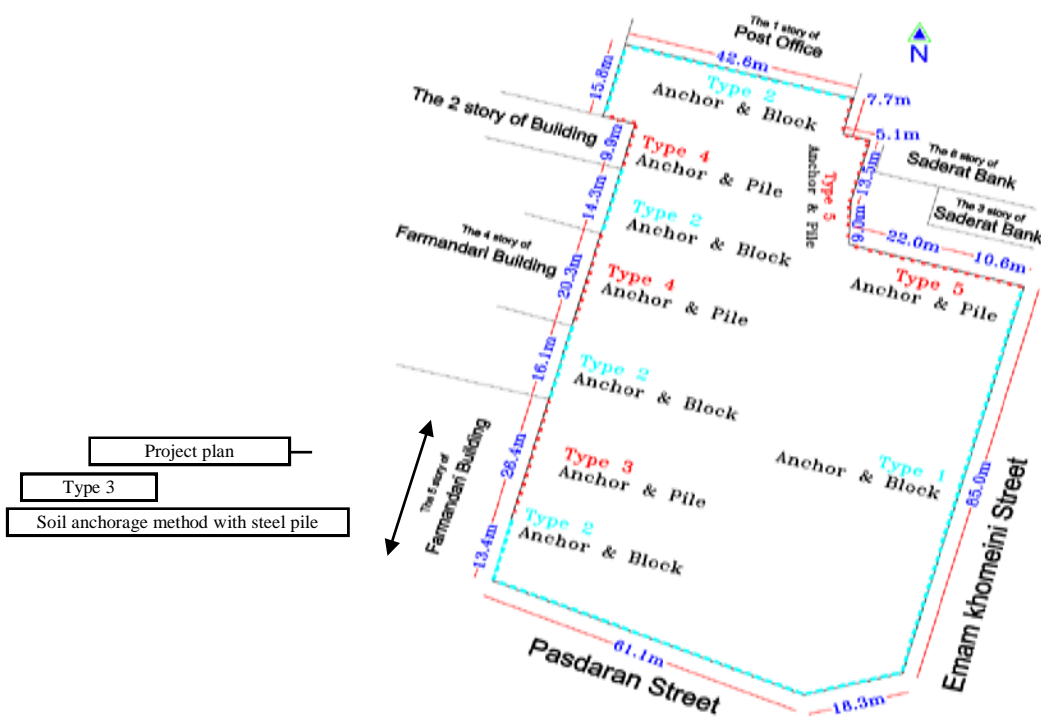 The 1 story of
Post Office
N
42.6m
15.8m
Type 2
Anchor & Block
7.7m
5.1m
The 2 story of Building
9.9m
Type 4
Anchor & Pile
Type 5
Anchor & Pile
13.5m
The 6 story of
Saderat Bank
The 3 story of
Saderat Bank
14.3m
Type 2
Anchor & Block
9.0m
22.0m
10.6m
The 4 story of
Farmandari Building
20.3m
Type 4
Anchor & Pile
Type 5
Anchor & Pile
16.1m
Type 2
Anchor & Block
Project plan
Type 3
Soil anchorage method with steel pile
The 5 story of
Farmandari Building
26.4m
Type 3
Anchor & Pile
Type 1
Anchor & Block
85.0m
Emam khomeini Street
13.4m
Type 2
Anchor & Block
61.1m
Pasdaran Street
18.3m